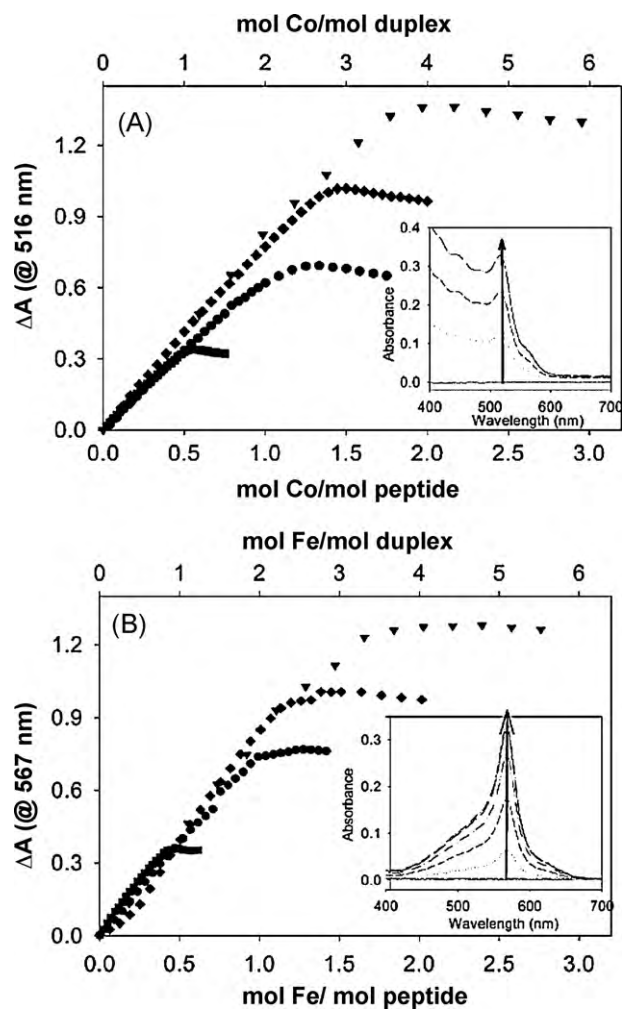 mol Co/mol duplex
0 1 2 3 4 5 6
(A)
1.2
0.9
0.6
0.3
0.0
ΔA (@ 516 nm)
0.4
0.3
0.2
0.1
0.0
Absorbance
400 500 600 700
Wavelength (nm)
0.0 0.5 1.0 1.5 2.0 2.5 3.0
mol Co/mol peptide
mol Fe/mol duplex
0 1 2 3 4 5 6
(B)
1.2
0.9
0.6
0.3
0.0
ΔA (@ 567 nm)
0.3
0.2
0.1
0.0
Absorbance
400 500 600 700
Wavelength (nm)
0.0 0.5 1.0 1.5 2.0 2.5 3.0
mol Fe/ mol peptide